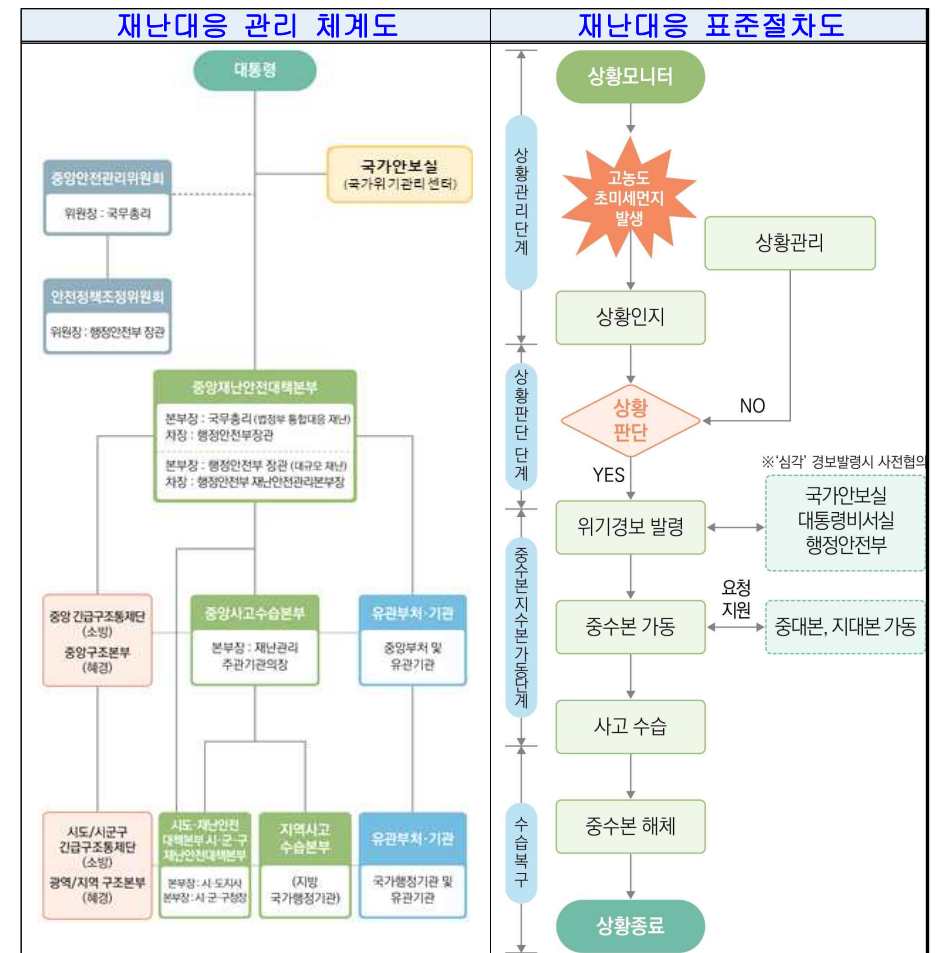 재난대응 관리 체계도
대통령
국가안보실
(국가위기관리 센터)
중앙안전관리위원회
위원장 : 국무총리
안전정책조정위원회
위원장 : 행정안전부 장관
중앙재난안전대책본부
본부장 : 국무총리 (범정부 통합대응 재난)
차장 : 행정안전부장관
본부장 : 행정안전부 장관 (대규모 재난)
차장 : 행정안전부 재난안전관리본부장
중앙 긴급구조통제단
(소방)
중앙구조본부
(해경)
중앙사고수습본부
본부장 : 재난관리
주관기관의장
유관부처·기관
중앙부처 및
유관기관
시도/시군구
긴급구조통제단
(소방)
광역/지역 구조본부
(해경)
시도·재난안전
대책본부 시·군·구
재난안전대책본부
본부장 : 시·도지사
본부장 : 시·군·구청장
지역사고
수습본부
(지방
국가행정기관)
유관부처·기관
국가행정기관 및
유관기관
재난대응 표준절차도
상황관리단계
상황판단 단계
중수본지수본가동단계
수습복구
상황모니터
고농도
초미세먼지
발생
상황관리
상황인지
상황
판단
NO
YES
※'심각' 경보발령시 사전협의
위기경보 발령
국가안보실
대통령비서실
행정안전부
중수본 가동
요청
지원
중대본, 지대본 가동
사고 수습
중수본 해체
상황종료